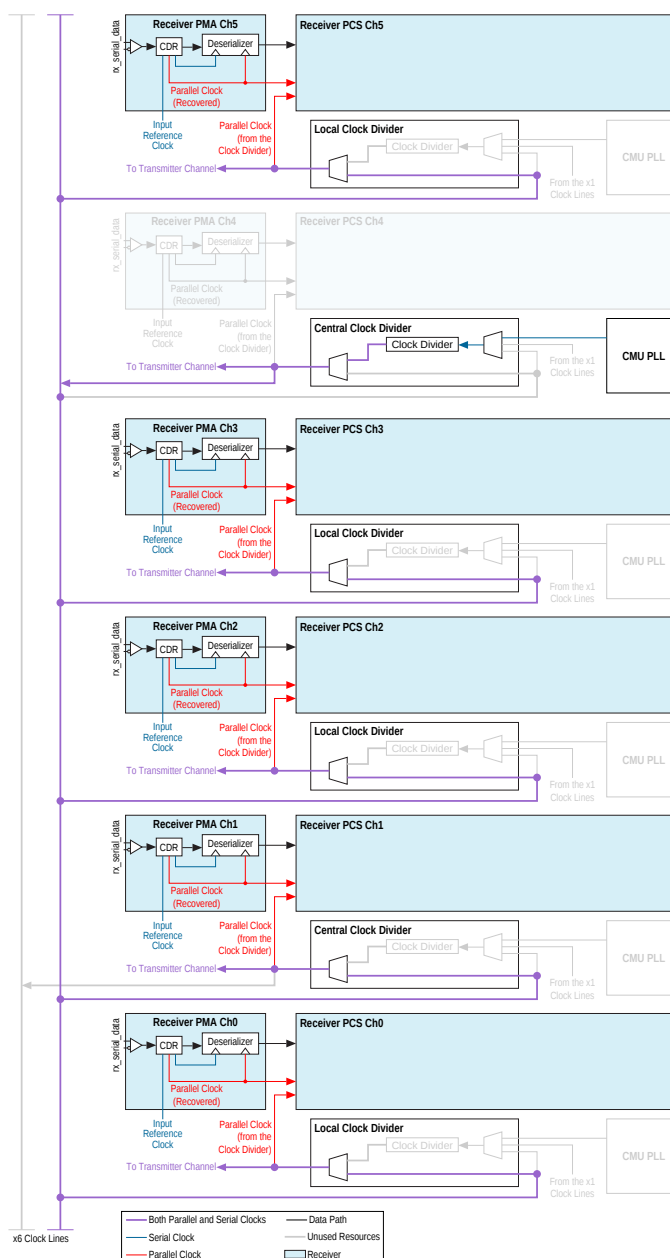 Receiver PMA Ch5
Receiver PCS Ch5
rx_serial_data
CDR
Deserializer
Parallel Clock
(Recovered)
Input
Reference
Clock
Parallel Clock
(from the
Clock Divider)
To Transmitter Channel
Local Clock Divider
Clock Divider
From the x1
Clock Lines
CMU PLL
Receiver PMA Ch4
Receiver PCS Ch4
rx_serial_data
CDR
Deserializer
Parallel Clock
(Recovered)
Input
Reference
Clock
Parallel Clock
(from the
Clock Divider)
To Transmitter Channel
Central Clock Divider
Clock Divider
From the x1
Clock Lines
CMU PLL
Receiver PMA Ch3
Receiver PCS Ch3
rx_serial_data
CDR
Deserializer
Parallel Clock
(Recovered)
Input
Reference
Clock
Parallel Clock
(from the
Clock Divider)
To Transmitter Channel
Local Clock Divider
Clock Divider
From the x1
Clock Lines
CMU PLL
Receiver PMA Ch2
Receiver PCS Ch2
rx_serial_data
CDR
Deserializer
Parallel Clock
(Recovered)
Input
Reference
Clock
Parallel Clock
(from the
Clock Divider)
To Transmitter Channel
Local Clock Divider
Clock Divider
From the x1
Clock Lines
CMU PLL
Receiver PMA Ch1
Receiver PCS Ch1
rx_serial_data
CDR
Deserializer
Parallel Clock
(Recovered)
Input
Reference
Clock
Parallel Clock
(from the
Clock Divider)
To Transmitter Channel
Central Clock Divider
Clock Divider
From the x1
Clock Lines
CMU PLL
Receiver PMA Ch0
Receiver PCS Ch0
rx_serial_data
CDR
Deserializer
Parallel Clock
(Recovered)
Input
Reference
Clock
Parallel Clock
(from the
Clock Divider)
To Transmitter Channel
Local Clock Divider
Clock Divider
From the x1
Clock Lines
CMU PLL
x6 Clock Lines
Both Parallel and Serial Clocks
Data Path
Serial Clock
Unused Resources
Parallel Clock
Receiver